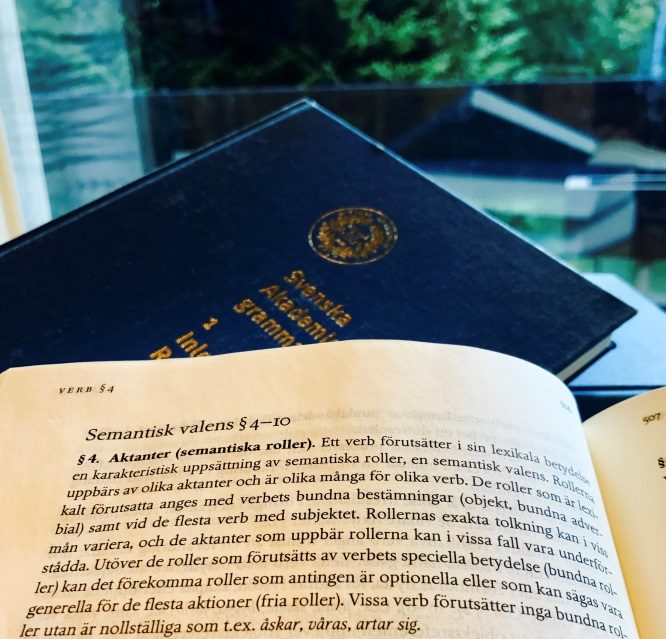 Svenska
Akademi
gramma
1
Inl
R
VERB §4
507
Semantisk valens §4–10
§4. Aktanter (semantiska roller). Ett verb förutsätter i sin lexikala betydelse
en karakteristisk uppsättning av semantiska roller, en semantisk valens. Rollerna
uppbärs av olika aktanter och är olika många för olika verb. De roller som är lexi-
kalt förutsatta anges med verbets bundna bestämningar (objekt, bundna adver-
bial) samt vid de flesta verb med subjektet. Rollernas exakta tolkning kan i viss
mån variera, och de aktanter som uppbär rollerna kan i vissa fall vara underför-
stådda. Utöver de roller som förutsätts av verbets speciella betydelse (bundna rol-
ler) kan det förekomma roller som antingen är optionella eller som kan sägas vara
generella för de flesta aktioner (fria roller). Vissa verb förutsätter inga bundna rol-
ler utan är nollställiga som t.ex. åskar, våras, artar sig.